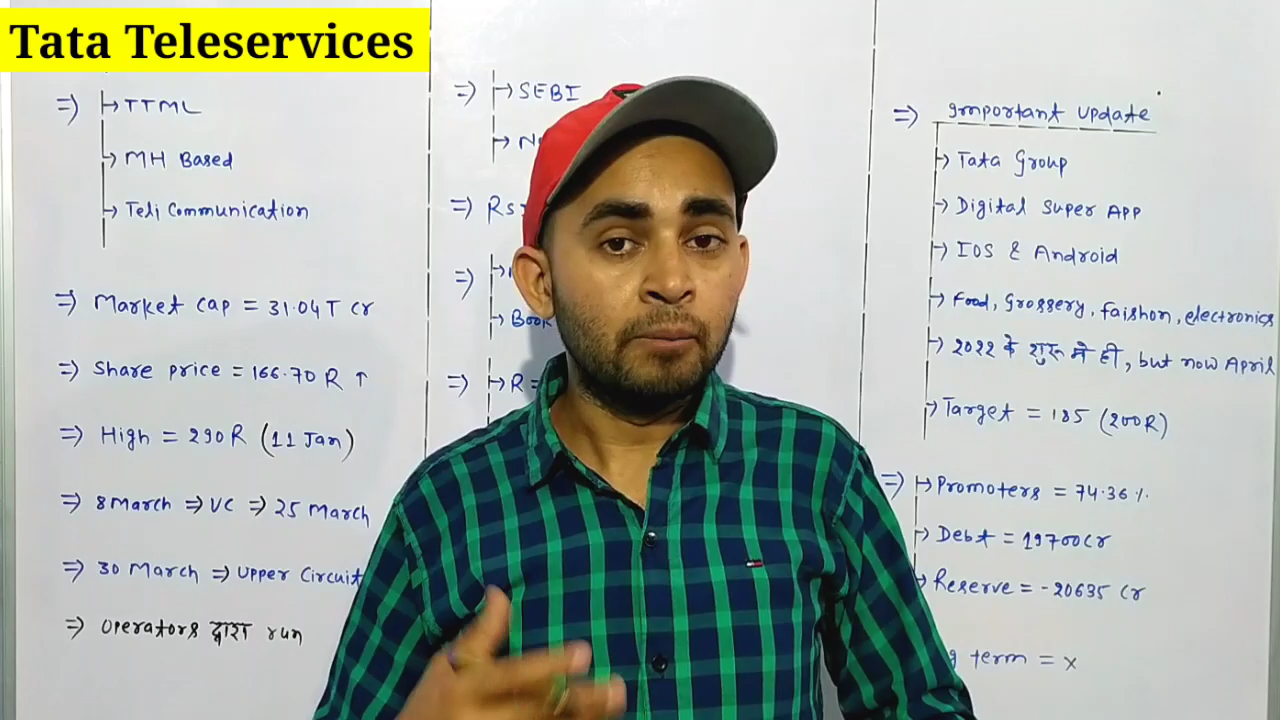 Tata Teleservices
⇒ TTML
→ MH Based
→ Teli Communication
⇒ Market cap = 31.04 T cr
⇒ Share price = 166.70 R ↑
⇒ High = 290 R (11 Jan)
⇒ 8 March ⇒ UC ⇒ 25 March
⇒ 30 March ⇒ Upper Circuit
⇒ Operators द्वारा run
⇒ → SEBI
⇒ Rs
→ Book
⇒ → R =
⇒ Important Update
→ Tata Group
→ Digital Super APP
→ IOS & Android
→ Food, Grossery, Faishon, electronics
→ 2022 के शुरू में ही, but now April
→ Target = 185 (200R)
⇒ → Promoters = 74.36 %
→ Debt = 19700 Cr
→ Reserve = -20635 Cr
term = x